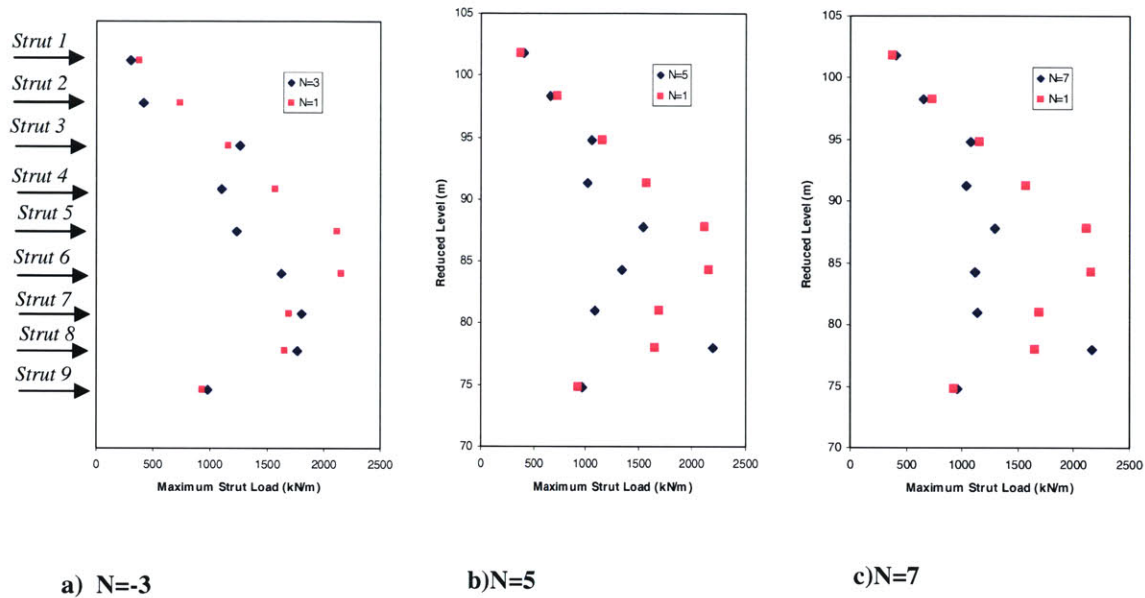 Strut 1
Strut 2
Strut 3
Strut 4
Strut 5
Strut 6
Strut 7
Strut 8
Strut 9
N=3
N=1
0 500 1000 1500 2000 2500
Maximum Strut Load (kN/m)
a) N=-3
105
100
95
90
85
80
75
70
Reduced Level (m)
N=5
N=1
0 500 1000 1500 2000 2500
Maximum Strut Load (kN/m)
b)N=5
105
100
95
90
85
80
75
70
Reduced Level (m)
N=7
N=1
0 500 1000 1500 2000 2500
Maximum Strut Load (kN/m)
c)N=7